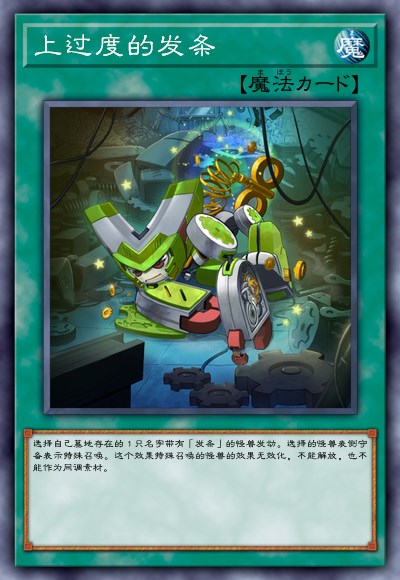 上过度的发条
魔
【魔法カード】
选择自己墓地存在的1只名字带有「发条」的怪兽发动。选择的怪兽表侧守
备表示特殊召唤。这个效果特殊召唤的怪兽的效果无效化，不能解放，也不
能作为同调素材。